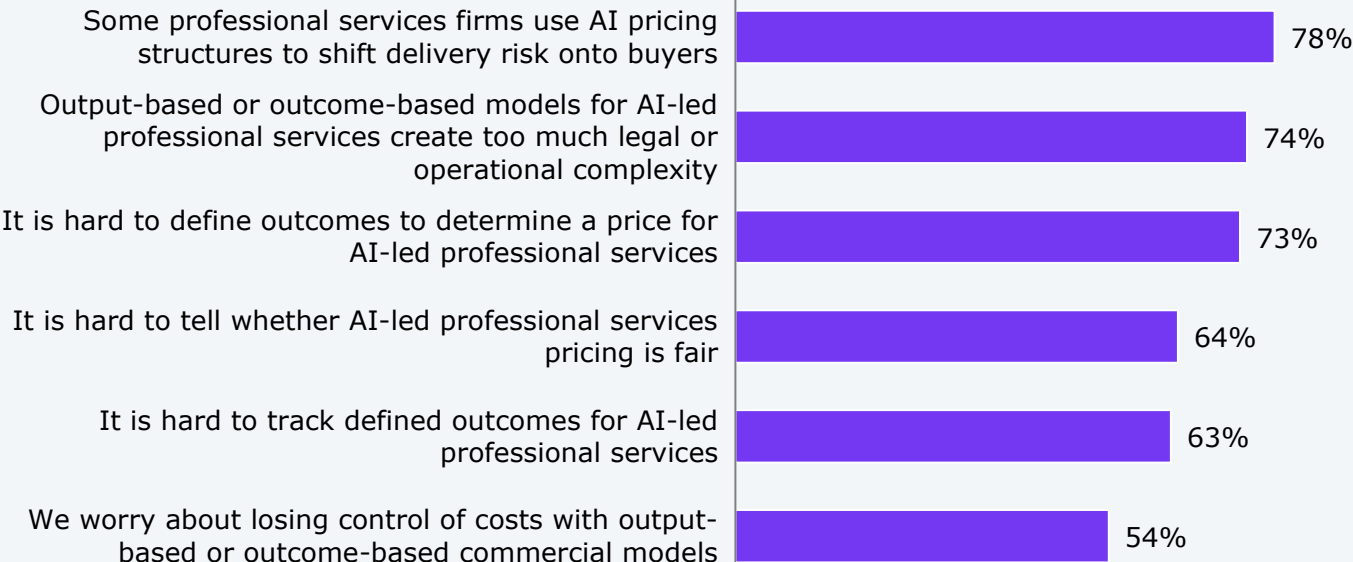 Some professional services firms use AI pricing
structures to shift delivery risk onto buyers
78%
Output-based or outcome-based models for AI-led
professional services create too much legal or
operational complexity
74%
It is hard to define outcomes to determine a price for
AI-led professional services
73%
It is hard to tell whether AI-led professional services
pricing is fair
64%
It is hard to track defined outcomes for AI-led
professional services
63%
We worry about losing control of costs with output-
based or outcome-based commercial models
54%